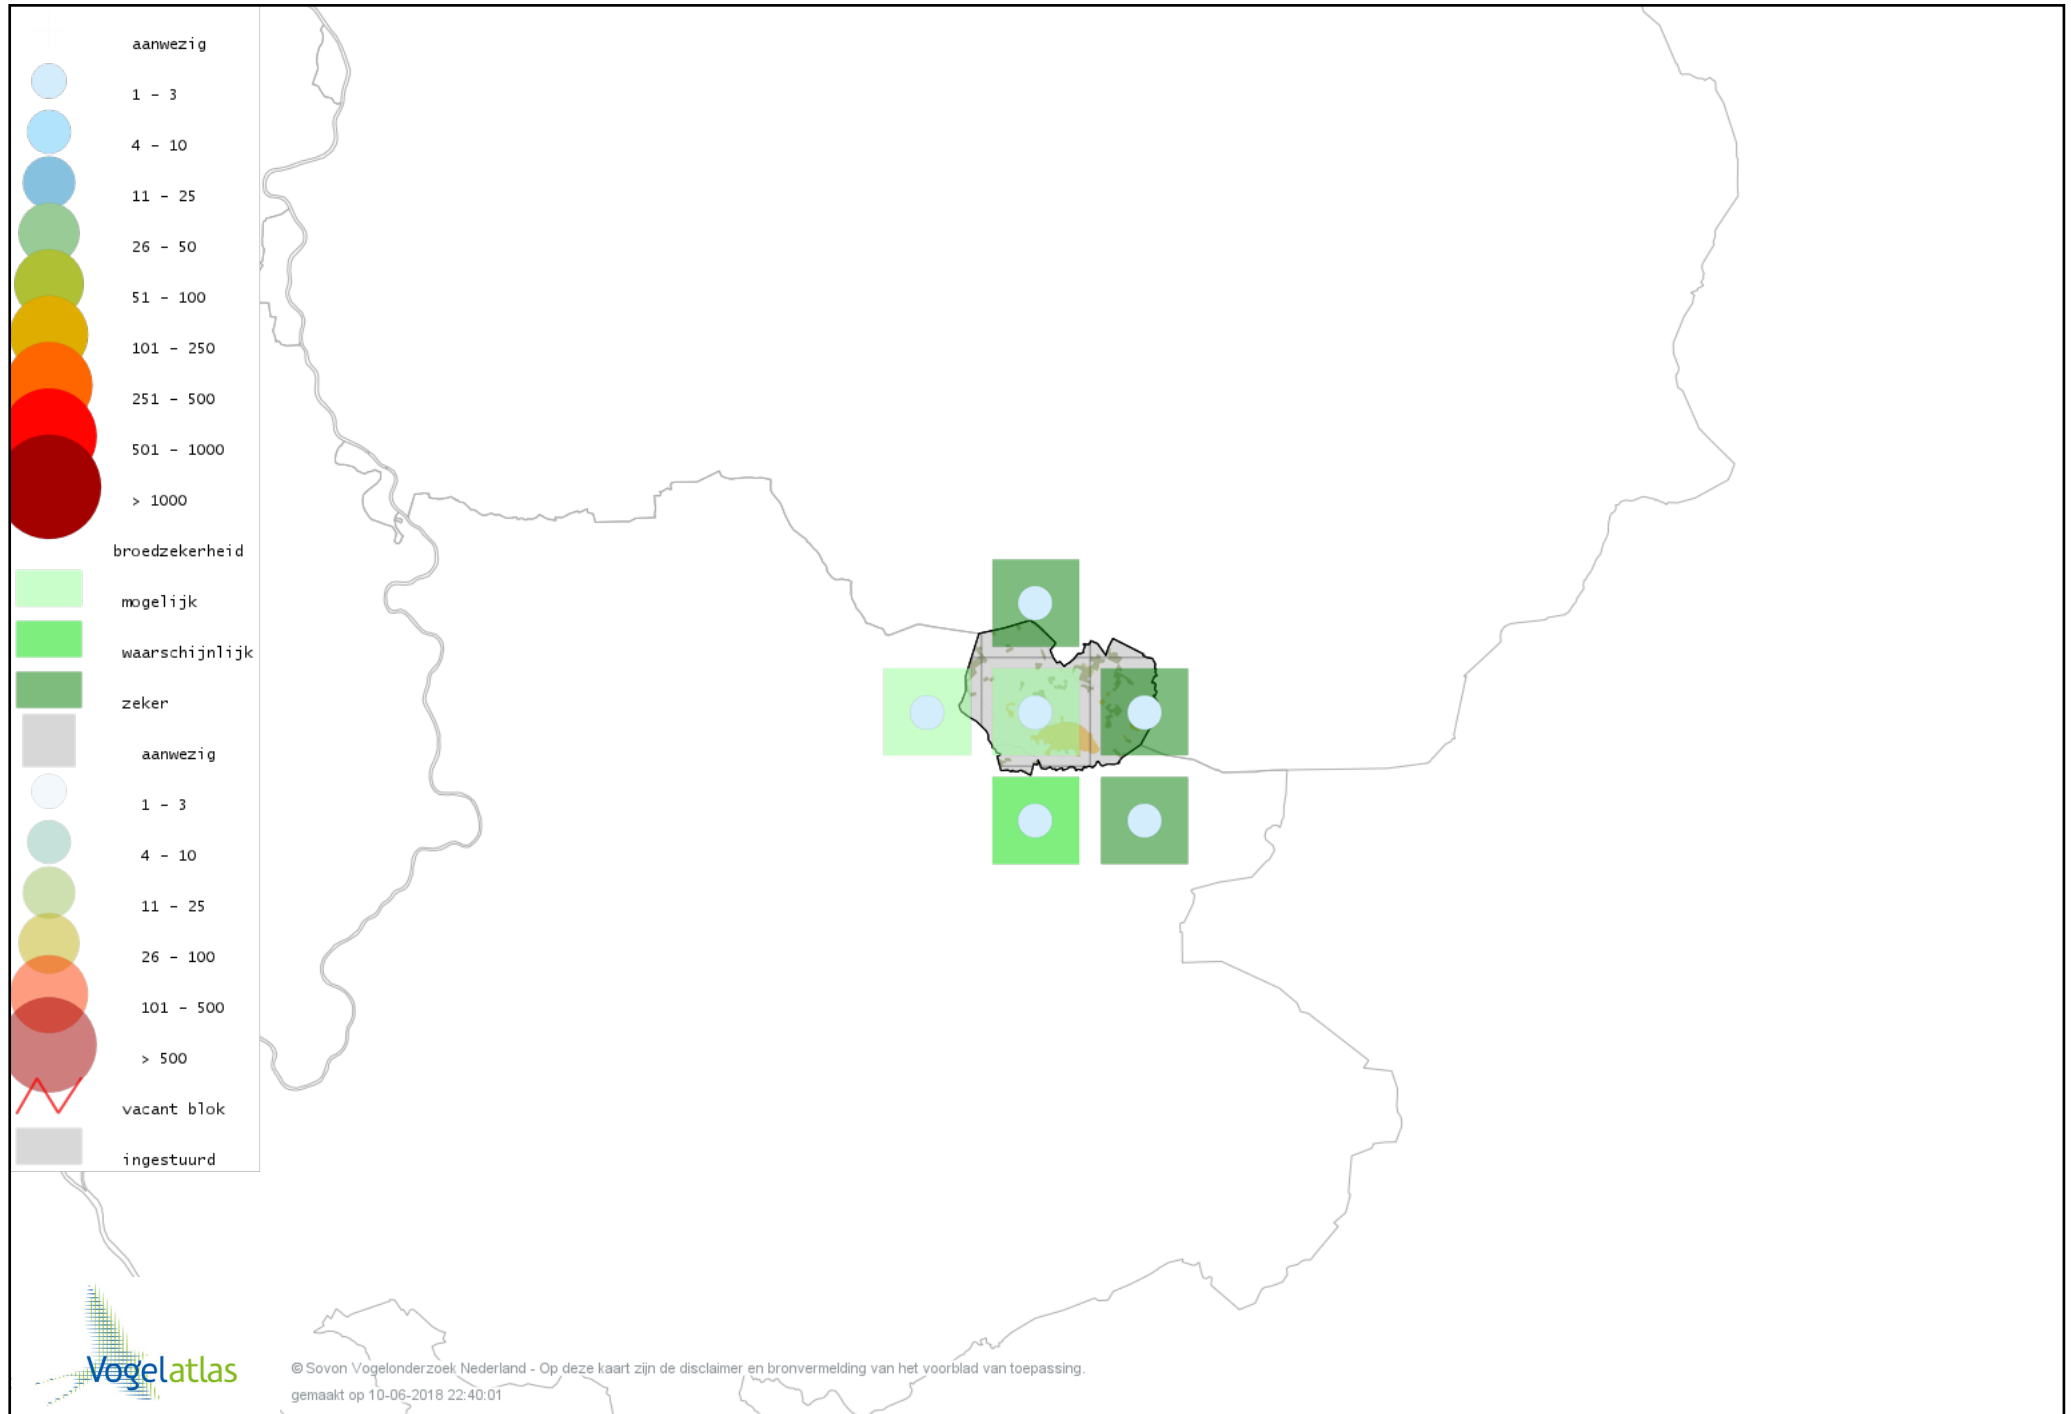 aanwezig
1 - 3
4 - 10
11 - 25
26 - 50
51 - 100
101 - 250
251 - 500
501 - 1000
> 1000
broedzekerheid
mogelijk
waarschijnlijk
zeker
aanwezig
1 - 3
4 - 10
11 - 25
26 - 100
101 - 500
> 500
vacant blok
ingestuurd
Vogelatlas
© Sovon Vogelonderzoek Nederland - Op deze kaart zijn de disclaimer en bronvermelding van het voorblad van toepassing.
gemaakt op 10-06-2018 22:40:01